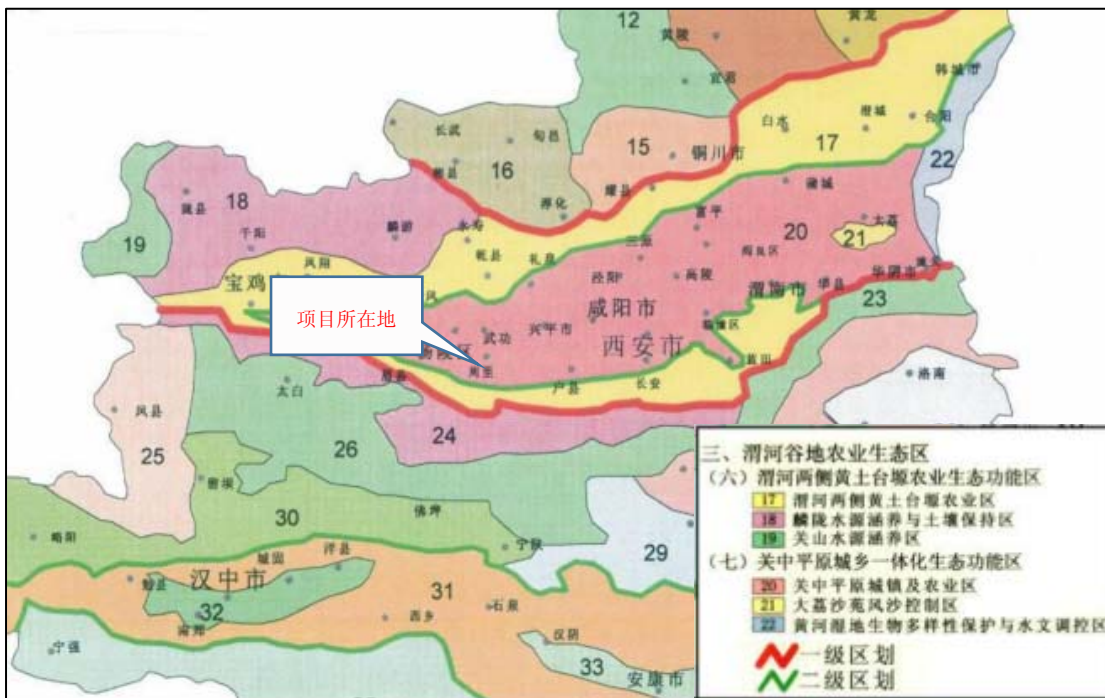 12
黄陵
黄龙
宜君
韩城市
长武
旬邑
彬县
16
15
铜川市
白水
澄城
合阳
17
22
陇县
18
淳化
耀县
蒲城
千阳
麟游
永寿
富平
20
大荔
19
乾县
礼泉
三原
阎良区
21
凤翔
宝鸡
泾阳
高陵
渭南市
华县
华阴市
潼关
23
项目所在地
咸阳市
临潼区
武功
兴平市
西安市
杨陵区
周至
蓝田
眉县
户县
长安
洛南
太白
凤县
24
25
26
留坝
佛坪
30
略阳
宁陕
29
城固
洋县
勉县
汉中市
31
32
石泉
西乡
南郑
汉阴
宁强
33
安康市
三、渭河谷地农业生态区
(六)渭河两侧黄土台塬农业生态功能区
17 渭河两侧黄土台塬农业区
18 麟陇水源涵养与土壤保持区
19 关山水源涵养区
(七)关中平原城乡一体化生态功能区
20 关中平原城镇及农业区
21 大荔沙苑风沙控制区
22 黄河湿地生物多样性保护与水文调控区
一级区划
二级区划